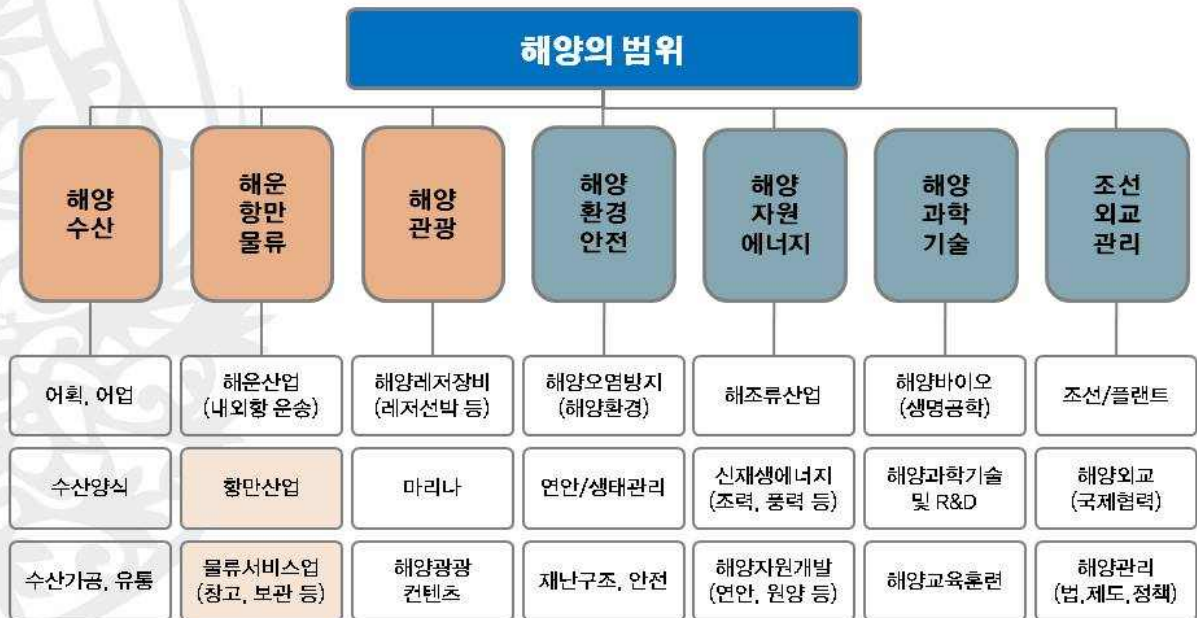 해양의 범위
해양
수산
해운
항만
물류
해양
관광
해양
환경
안전
해양
자원
에너지
해양
과학
기술
조선
외교
관리
어획, 어업
해운산업
(내외항 운송)
해양레저장비
(레저선박 등)
해양오염방지
(해양환경)
해조류산업
해양바이오
(생명공학)
조선/플랜트
수산양식
항만산업
마리나
연안/생태관리
신재생에너지
(조력, 풍력 등)
해양과학기술
및 R&D
해양외교
(국제협력)
수산가공, 유통
물류서비스업
(창고, 보관 등)
해양광광
컨텐츠
재난구조, 안전
해양자원개발
(연안, 원양 등)
해양교육훈련
해양관리
(법,제도,정책)